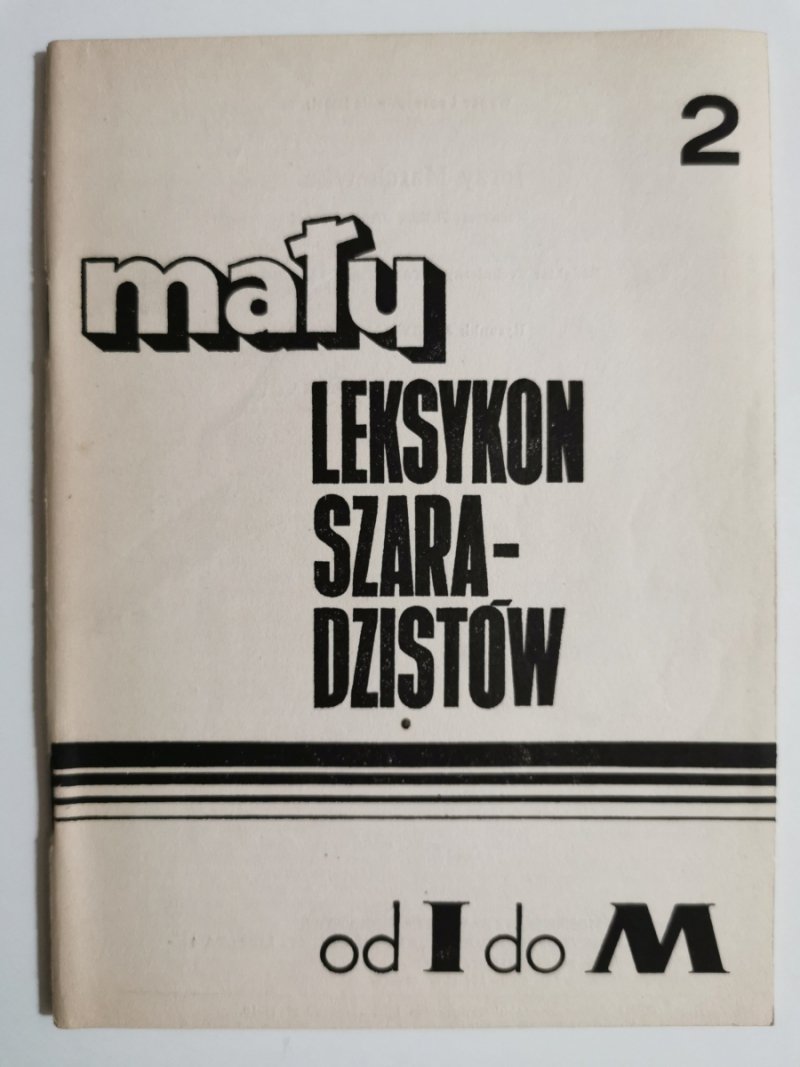 2
mały
LEKSYKON
SZARA-
DZISTÓW
od I do M